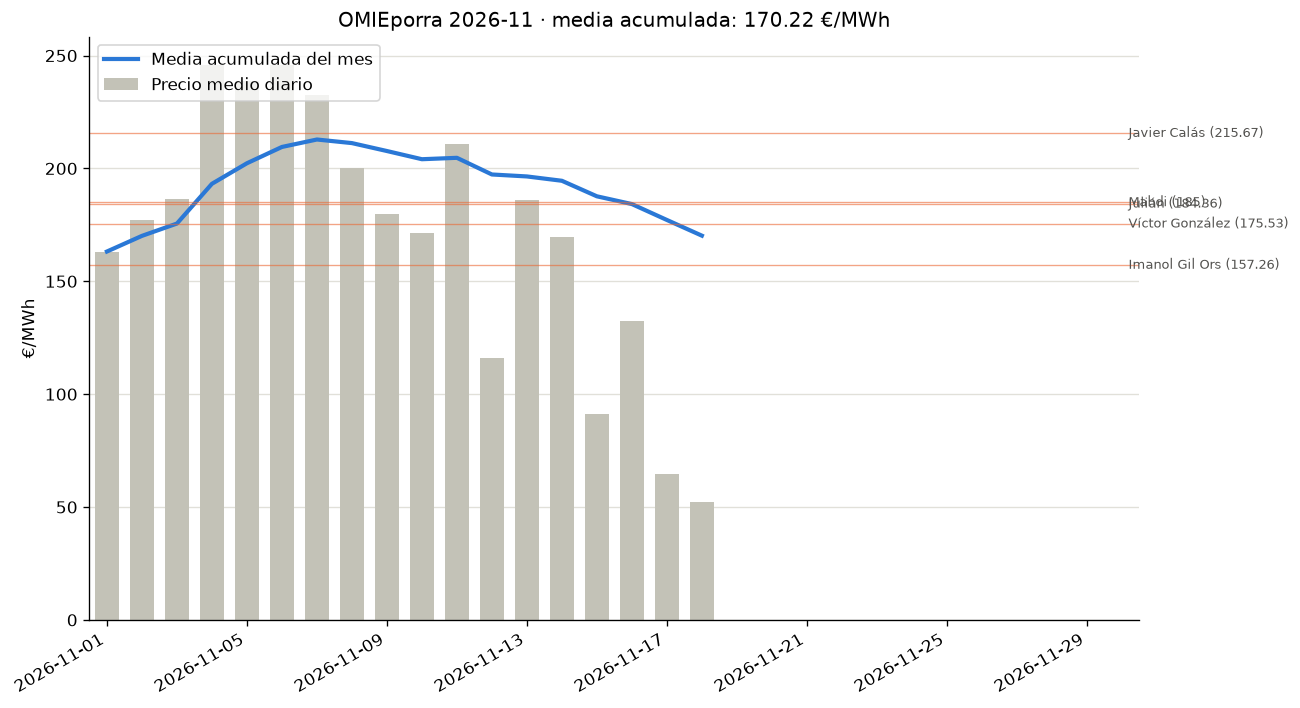 OMIEporra 2026-11 · media acumulada: 170.22 €/MWh
Media acumulada del mes
Precio medio diario
€/MWh
250
200
150
100
50
0
Javier Calás (215.67)
Víctor González (175.53)
Imanol Gil Ors (157.26)
2026-11-01
2026-11-05
2026-11-09
2026-11-13
2026-11-17
2026-11-21
2026-11-25
2026-11-29